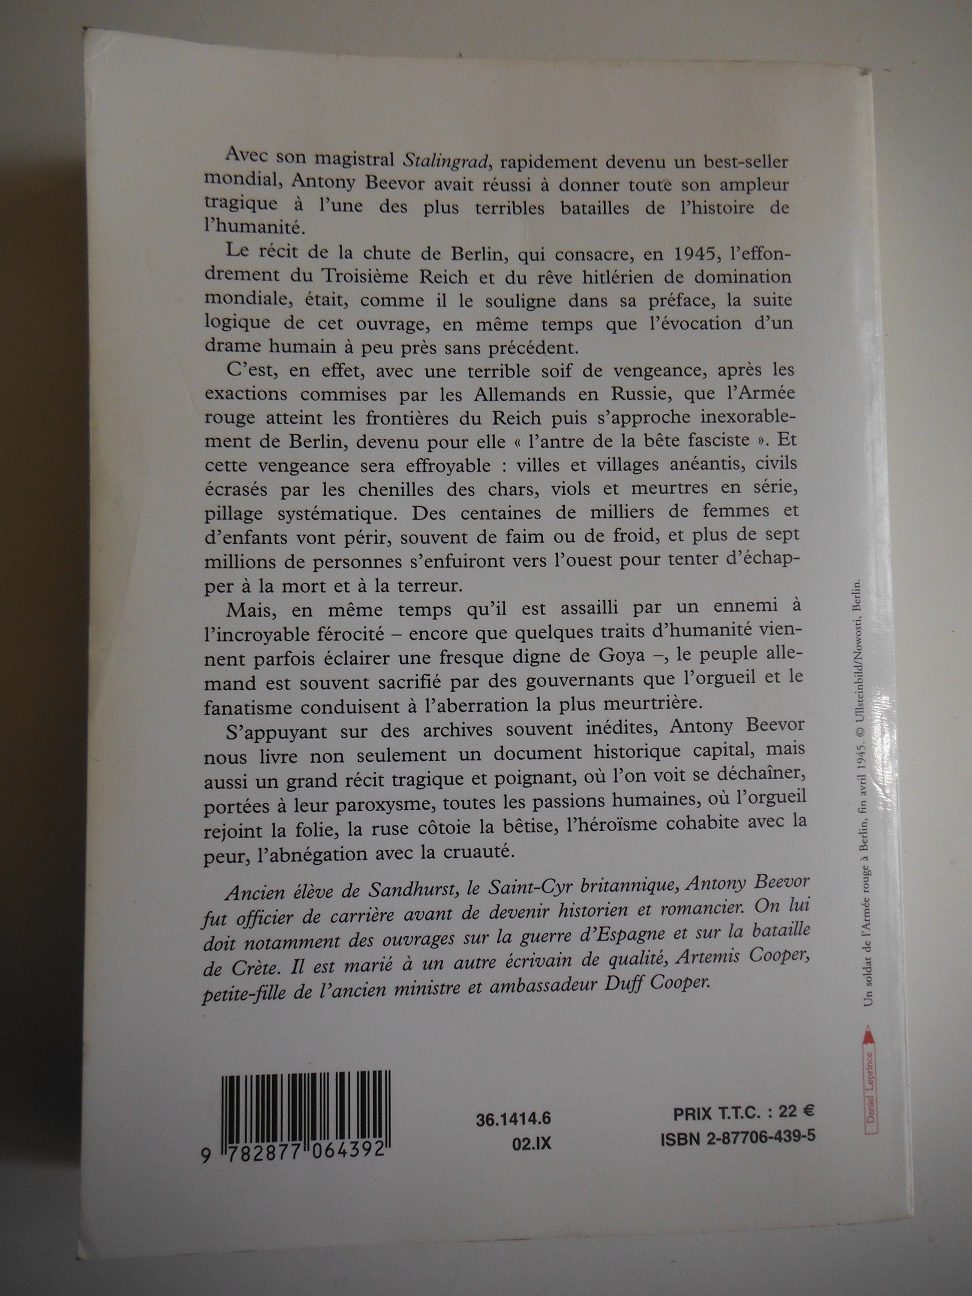 Avec son magistral Stalingrad, rapidement devenu un best-seller
mondial, Antony Beevor avait réussi à donner toute son ampleur
tragique à l'une des plus terribles batailles de l'histoire de
l'humanité.
Le récit de la chute de Berlin, qui consacre, en 1945, l'effon-
drement du Troisième Reich et du rêve hitlérien de domination
mondiale, était, comme il le souligne dans sa préface, la suite
logique de cet ouvrage, en même temps que l'évocation d'un
drame humain à peu près sans précédent.
C'est, en effet, avec une terrible soif de vengeance, après les
exactions commises par les Allemands en Russie, que l'Armée
rouge atteint les frontières du Reich puis s'approche inexorable-
ment de Berlin, devenu pour elle « l'antre de la bête fasciste ». Et
cette vengeance sera effroyable : villes et villages anéantis, civils
écrasés par les chenilles des chars, viols et meurtres en série,
pillage systématique. Des centaines de milliers de femmes et
d'enfants vont périr, souvent de faim ou de froid, et plus de sept
millions de personnes s'enfuiront vers l'ouest pour tenter d'échap-
per à la mort et à la terreur.
Mais, en même temps qu'il est assailli par un ennemi à
l'incroyable férocité – encore que quelques traits d'humanité vien-
nent parfois éclairer une fresque digne de Goya –, le peuple alle-
mand est souvent sacrifié par des gouvernants que l'orgueil et le
fanatisme conduisent à l'aberration la plus meurtrière.
S'appuyant sur des archives souvent inédites, Antony Beevor
nous livre non seulement un document historique capital, mais
aussi un grand récit tragique et poignant, où l'on voit se déchaîner,
portées à leur paroxysme, toutes les passions humaines, où l'orgueil
rejoint la folie, la ruse côtoie la bêtise, l'héroïsme cohabite avec la
peur, l'abnégation avec la cruauté.
Ancien élève de Sandhurst, le Saint-Cyr britannique, Antony Beevor
fut officier de carrière avant de devenir historien et romancier. On lui
doit notamment des ouvrages sur la guerre d'Espagne et sur la bataille
de Crète. Il est marié à un autre écrivain de qualité, Artemis Cooper,
petite-fille de l'ancien ministre et ambassadeur Duff Cooper.
9 782877 064392
36.1414.6
02.IX
PRIX T.T.C. : 22 €
ISBN 2-87706-439-5
Un soldat de l'Armée rouge à Berlin, fin avril 1945. © Ullsteinbild/Nowosti, Berlin.
Daniel Leprince